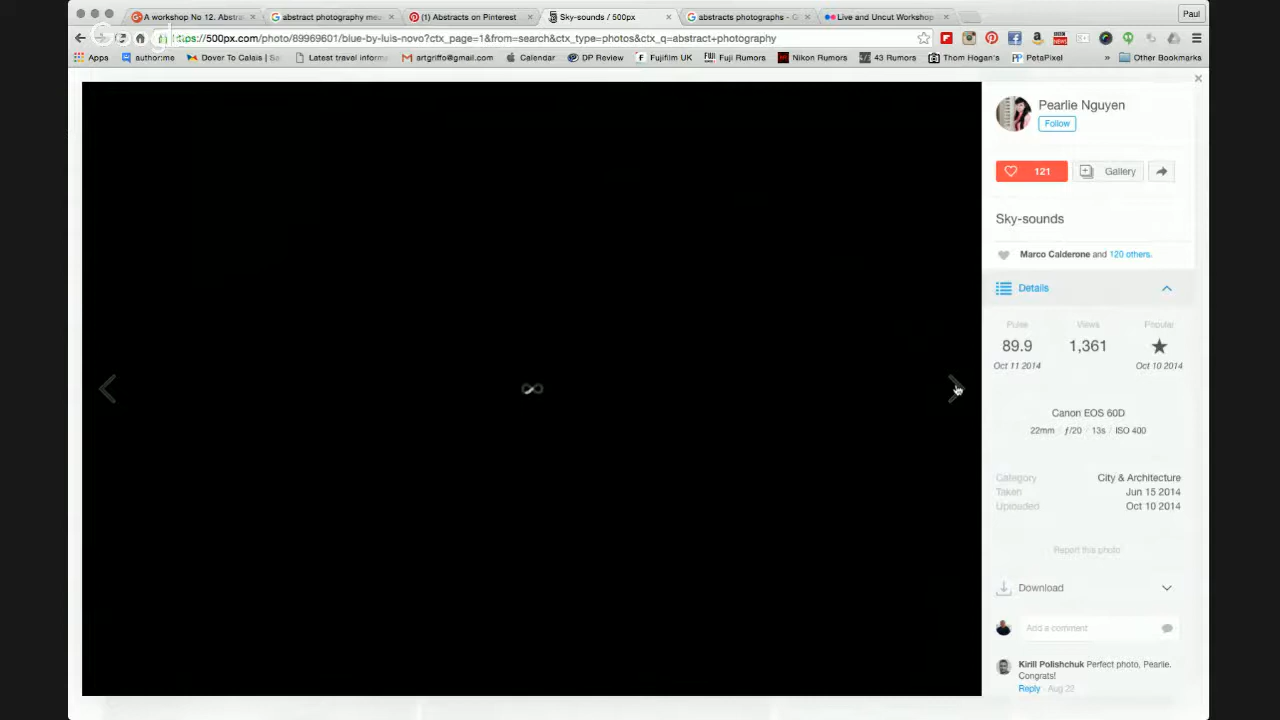 A workshop No 12. Abstra
abstract photography mea
(1) Abstracts on Pinterest
Sky-sounds / 500px
abstracts photographs - G
Live and Uncut Workshop
Paul
https://500px.com/photo/89969601/blue-by-luis-novo?ctx_page=1&from=search&ctx_type=photos&ctx_q=abstract+photography
Apps
author:me
Dover To Calais | Sa
Latest travel inform
artgriffo@gmail.com
Calendar
DP Review
Fujifilm UK
Fuji Rumors
Nikon Rumors
43 Rumors
Thom Hogan's
PetaPixel
»
Other Bookmarks
Pearlie Nguyen
Follow
121
Gallery
Sky-sounds
Marco Calderone and 120 others.
Details
Pulse Views Popular
89.9 1,361
Oct 11 2014 Oct 10 2014
Canon EOS 60D
22mm / ƒ/20 / 13s / ISO 400
Category City & Architecture
Taken Jun 15 2014
Uploaded Oct 10 2014
Report this photo
Download
Add a comment
Kirill Polishchuk Perfect photo, Pearlie.
Congrats!
Reply · Aug 22